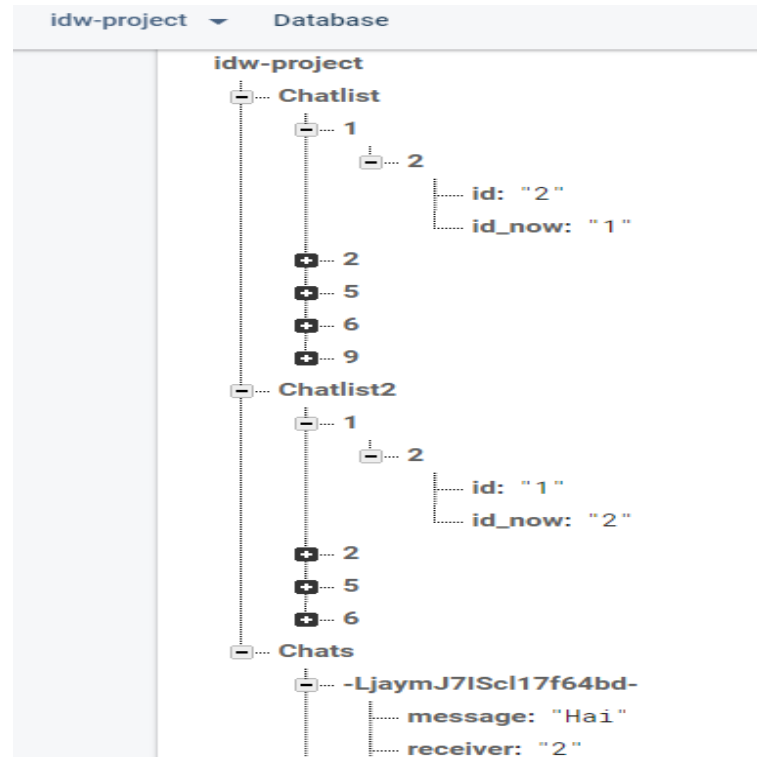 idw-project Database
idw-project
Chatlist
1
2
id: "2"
id_now: "1"
2
5
6
9
Chatlist2
1
2
id: "1"
id_now: "2"
2
5
6
Chats
-LjaymJ7IScl17f64bd-
message: "Hai"
receiver: "2"